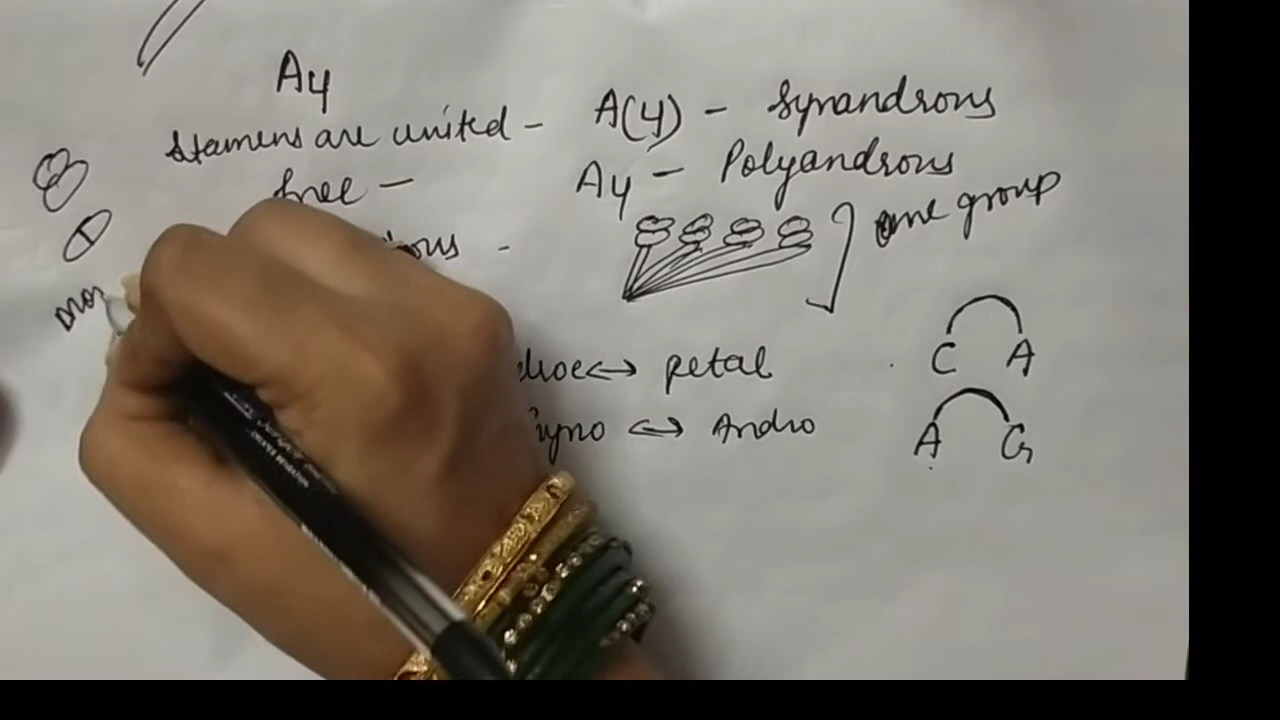 A4
Stamens are united - A(4) - Synandrous
free - A4 - Polyandrous
one group
petal C A
Andro A G